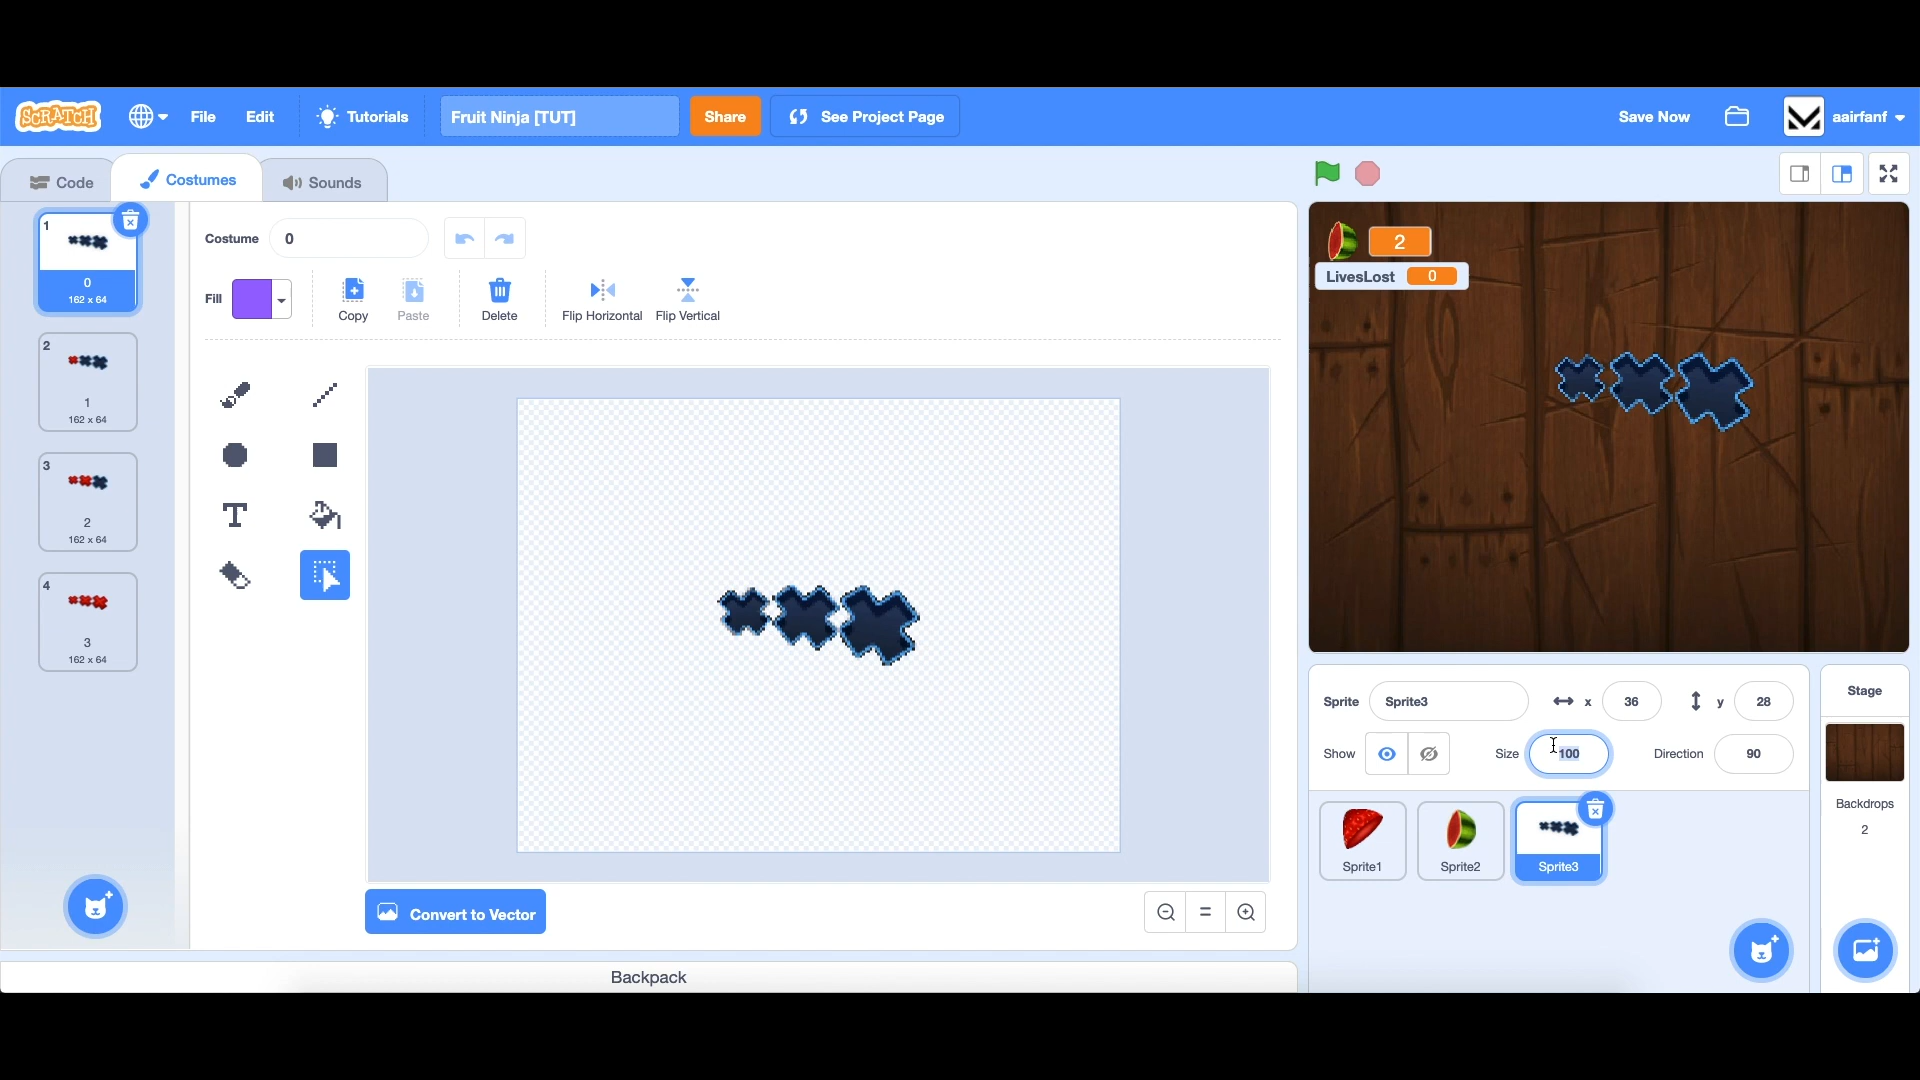 SCRATCH
File
Edit
Tutorials
Fruit Ninja [TUT]
Share
See Project Page
Save Now
aairfanf
Code
Costumes
Sounds
1
0
162 x 64
2
1
162 x 64
3
2
162 x 64
4
3
162 x 64
Costume
0
Fill
Copy
Paste
Delete
Flip Horizontal
Flip Vertical
T
Convert to Vector
Backpack
2
LivesLost 0
Sprite
Sprite3
x
36
y
28
Show
Size
100
Direction
90
Sprite1
Sprite2
Sprite3
Stage
Backdrops
2